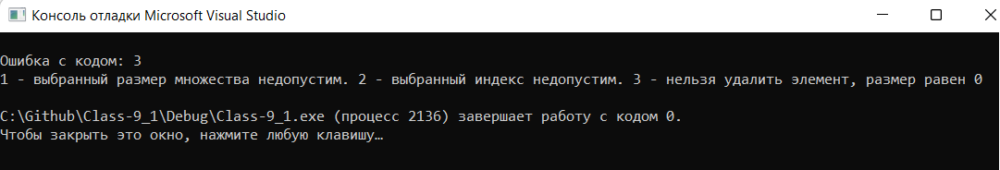 Консоль отладки Microsoft Visual Studio
Ошибка с кодом: 3
1 - выбранный размер множества недопустим. 2 - выбранный индекс недопустим. 3 - нельзя удалить элемент, размер равен 0
C:\Github\Class-9_1\Debug\Class-9_1.exe (процесс 2136) завершает работу с кодом 0.
Чтобы закрыть это окно, нажмите любую клавишу…